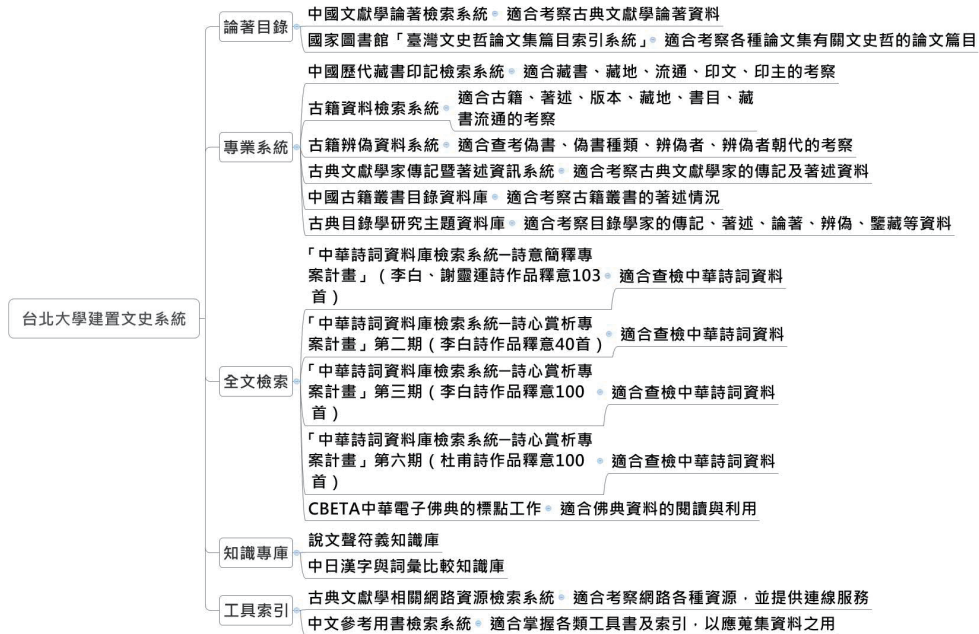 台北大學建置文史系統
論著目錄
中國文獻學論著檢索系統 適合考察古典文獻學論著資料
國家圖書館「臺灣文史哲論文集篇目索引系統」 適合考察各種論文集有關文史哲的論文篇目
專業系統
中國歷代藏書印記檢索系統 適合藏書、藏地、流通、印文、印主的考察
古籍資料檢索系統
適合古籍、著述、版本、藏地、書目、藏
書流通的考察
古籍辨偽資料系統 適合查考偽書、偽書種類、辨偽者、辨偽者朝代的考察
古典文獻學家傳記暨著述資訊系統 適合考察古典文獻學家的傳記及著述資料
中國古籍叢書目錄資料庫 適合考察古籍叢書的著述情況
古典目錄學研究主題資料庫 適合考察目錄學家的傳記、著述、論著、辨偽、鑒藏等資料
全文檢索
「中華詩詞資料庫檢索系統─詩意簡釋專
案計畫」（李白、謝靈運詩作品釋意103
首）
適合查檢中華詩詞資料
「中華詩詞資料庫檢索系統─詩心賞析專
案計畫」第二期（李白詩作品釋意40首）
適合查檢中華詩詞資料
「中華詩詞資料庫檢索系統─詩心賞析專
案計畫」第三期（李白詩作品釋意100
首）
適合查檢中華詩詞資料
「中華詩詞資料庫檢索系統─詩心賞析專
案計畫」第六期（杜甫詩作品釋意100
首）
適合查檢中華詩詞資料
CBETA中華電子佛典的標點工作 適合佛典資料的閱讀與利用
知識專庫
說文聲符義知識庫
中日漢字與詞彙比較知識庫
工具索引
古典文獻學相關網路資源檢索系統 適合考察網路各種資源，並提供連線服務
中文參考用書檢索系統 適合掌握各類工具書及索引，以應蒐集資料之用